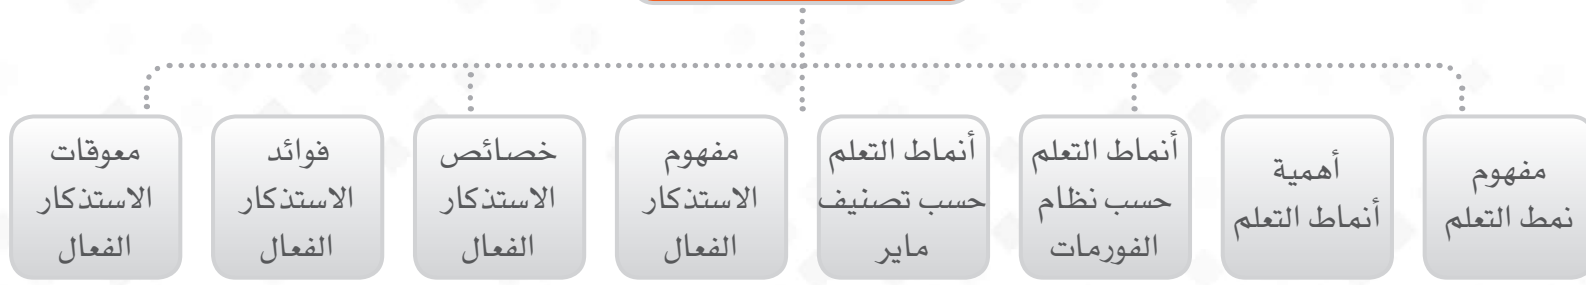 مفهوم
نمط التعلم
أهمية
أنماط التعلم
أنماط التعلم
حسب نظام
الفورمات
أنماط التعلم
حسب تصنيف
ماير
مفهوم
الاستذكار
الفعال
خصائص
الاستذكار
الفعال
فوائد
الاستذكار
الفعال
معوقات
الاستذكار
الفعال